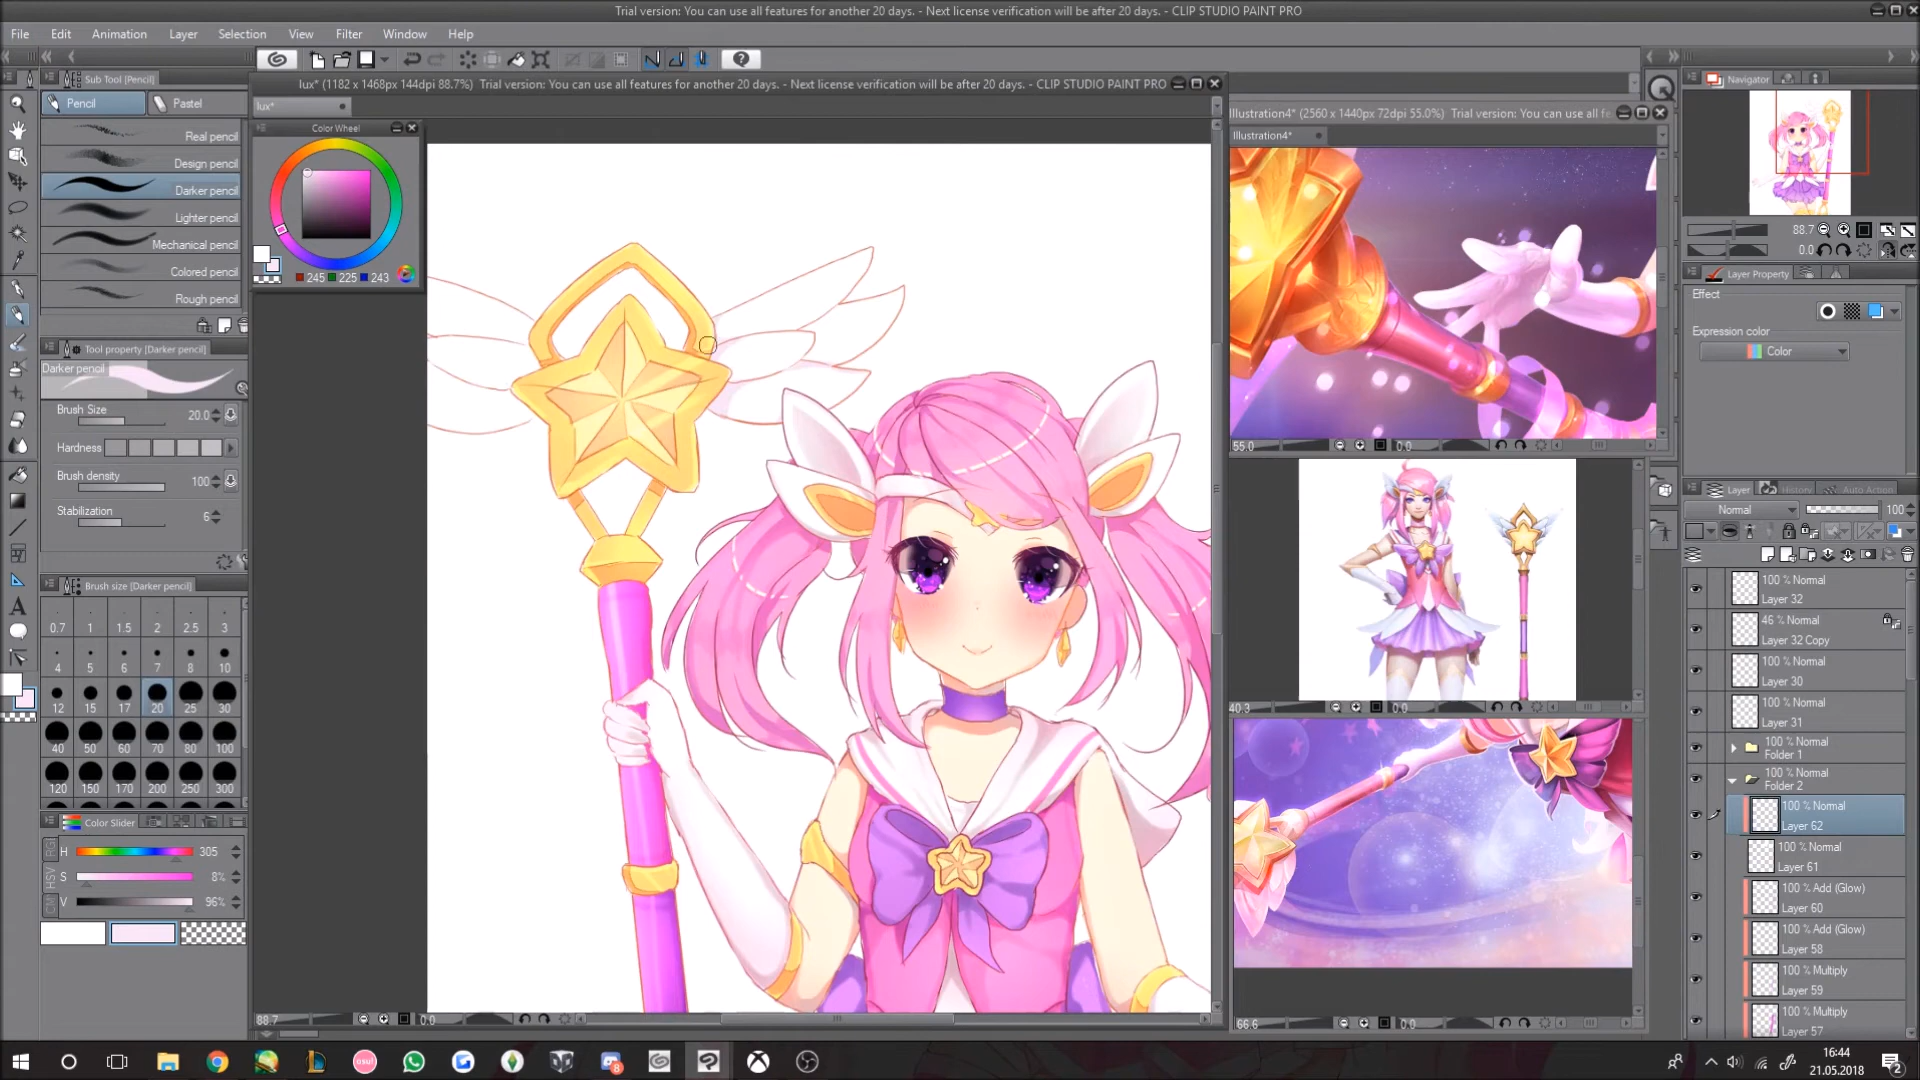 Trial version: You can use all features for another 20 days. - Next license verification will be after 20 days. - CLIP STUDIO PAINT PRO
File Edit Animation Layer Selection View Filter Window Help
Sub Tool [Pencil]
Pencil Pastel
Real pencil
Design pencil
Darker pencil
Lighter pencil
Mechanical pencil
Colored pencil
Rough pencil
Tool property [Darker pencil]
Darker pencil
Brush Size 20.0
Hardness
Brush density 100
Stabilization 6
Brush size [Darker pencil]
0.7 1 1.5 2 2.5 3
4 5 6 7 8 10
12 15 17 20 25 30
40 50 60 70 80 100
120 150 170 200 250 300
Color Slider
H 305
S 8%
V 96%
lux* (1182 x 1468px 144dpi 88.7%) Trial version: You can use all features for another 20 days. - Next license verification will be after 20 days. - CLIP STUDIO PAINT PRO
lux*
Color Wheel
245 225 243
88.7 0.0
Illustration4* (2560 x 1440px 72dpi 55.0%) Trial version: You can use all fe
Illustration4*
55.0 0.0
40.3 0.0
66.6 0.0
Navigator
88.7
0.0
Layer Property
Effect
Expression color
Color
Layer History Auto Action
Normal 100
100 % Normal
Layer 32
46 % Normal
Layer 32 Copy
100 % Normal
Layer 30
100 % Normal
Layer 31
100 % Normal
Folder 1
100 % Normal
Folder 2
100 % Normal
Layer 62
100 % Normal
Layer 61
100 % Add (Glow)
Layer 60
100 % Add (Glow)
Layer 58
100 % Multiply
Layer 59
100 % Multiply
Layer 57
osu!
8
16:44
21.05.2018
2